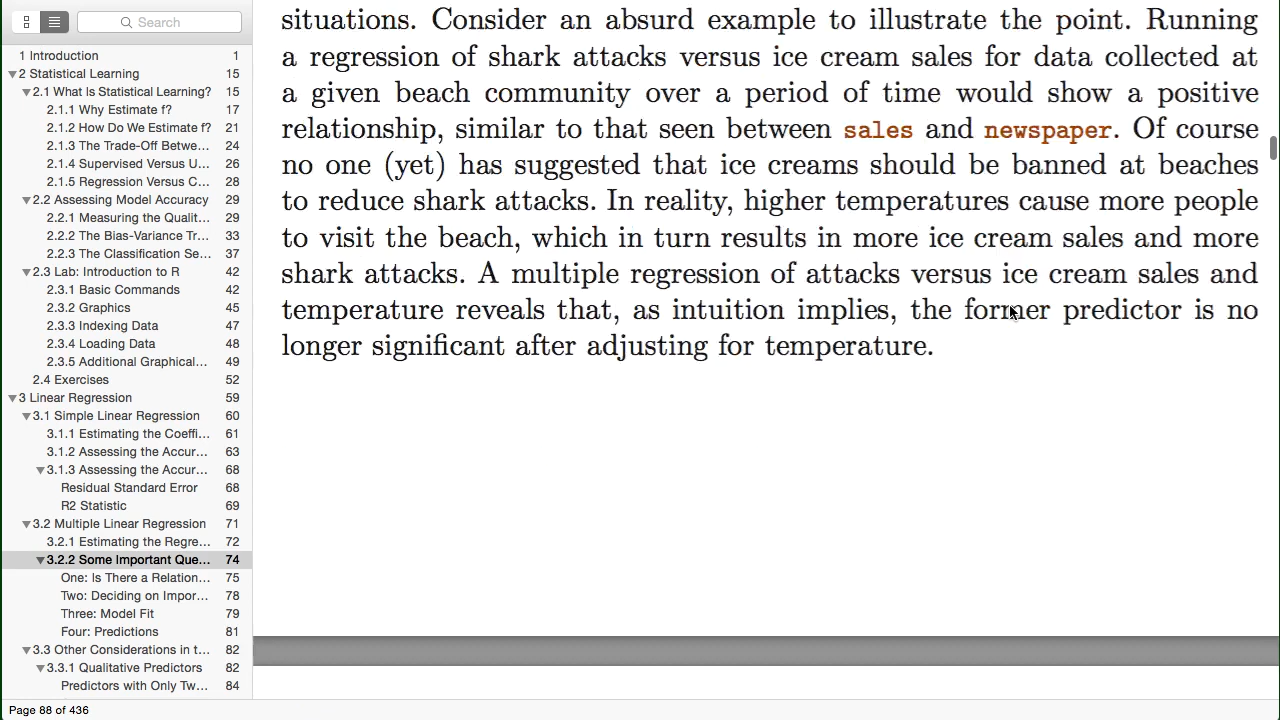 Search
1 Introduction 1
2 Statistical Learning 15
2.1 What Is Statistical Learning? 15
2.1.1 Why Estimate f? 17
2.1.2 How Do We Estimate f? 21
2.1.3 The Trade-Off Betwe... 24
2.1.4 Supervised Versus U... 26
2.1.5 Regression Versus C... 28
2.2 Assessing Model Accuracy 29
2.2.1 Measuring the Qualit... 29
2.2.2 The Bias-Variance Tr... 33
2.2.3 The Classification Se... 37
2.3 Lab: Introduction to R 42
2.3.1 Basic Commands 42
2.3.2 Graphics 45
2.3.3 Indexing Data 47
2.3.4 Loading Data 48
2.3.5 Additional Graphical... 49
2.4 Exercises 52
3 Linear Regression 59
3.1 Simple Linear Regression 60
3.1.1 Estimating the Coeffi... 61
3.1.2 Assessing the Accur... 63
3.1.3 Assessing the Accur... 68
Residual Standard Error 68
R2 Statistic 69
3.2 Multiple Linear Regression 71
3.2.1 Estimating the Regre... 72
3.2.2 Some Important Que... 74
One: Is There a Relation... 75
Two: Deciding on Impor... 78
Three: Model Fit 79
Four: Predictions 81
3.3 Other Considerations in t... 82
3.3.1 Qualitative Predictors 82
Predictors with Only Tw... 84
Page 88 of 436
situations. Consider an absurd example to illustrate the point. Running
a regression of shark attacks versus ice cream sales for data collected at
a given beach community over a period of time would show a positive
relationship, similar to that seen between sales and newspaper. Of course
no one (yet) has suggested that ice creams should be banned at beaches
to reduce shark attacks. In reality, higher temperatures cause more people
to visit the beach, which in turn results in more ice cream sales and more
shark attacks. A multiple regression of attacks versus ice cream sales and
temperature reveals that, as intuition implies, the former predictor is no
longer significant after adjusting for temperature.